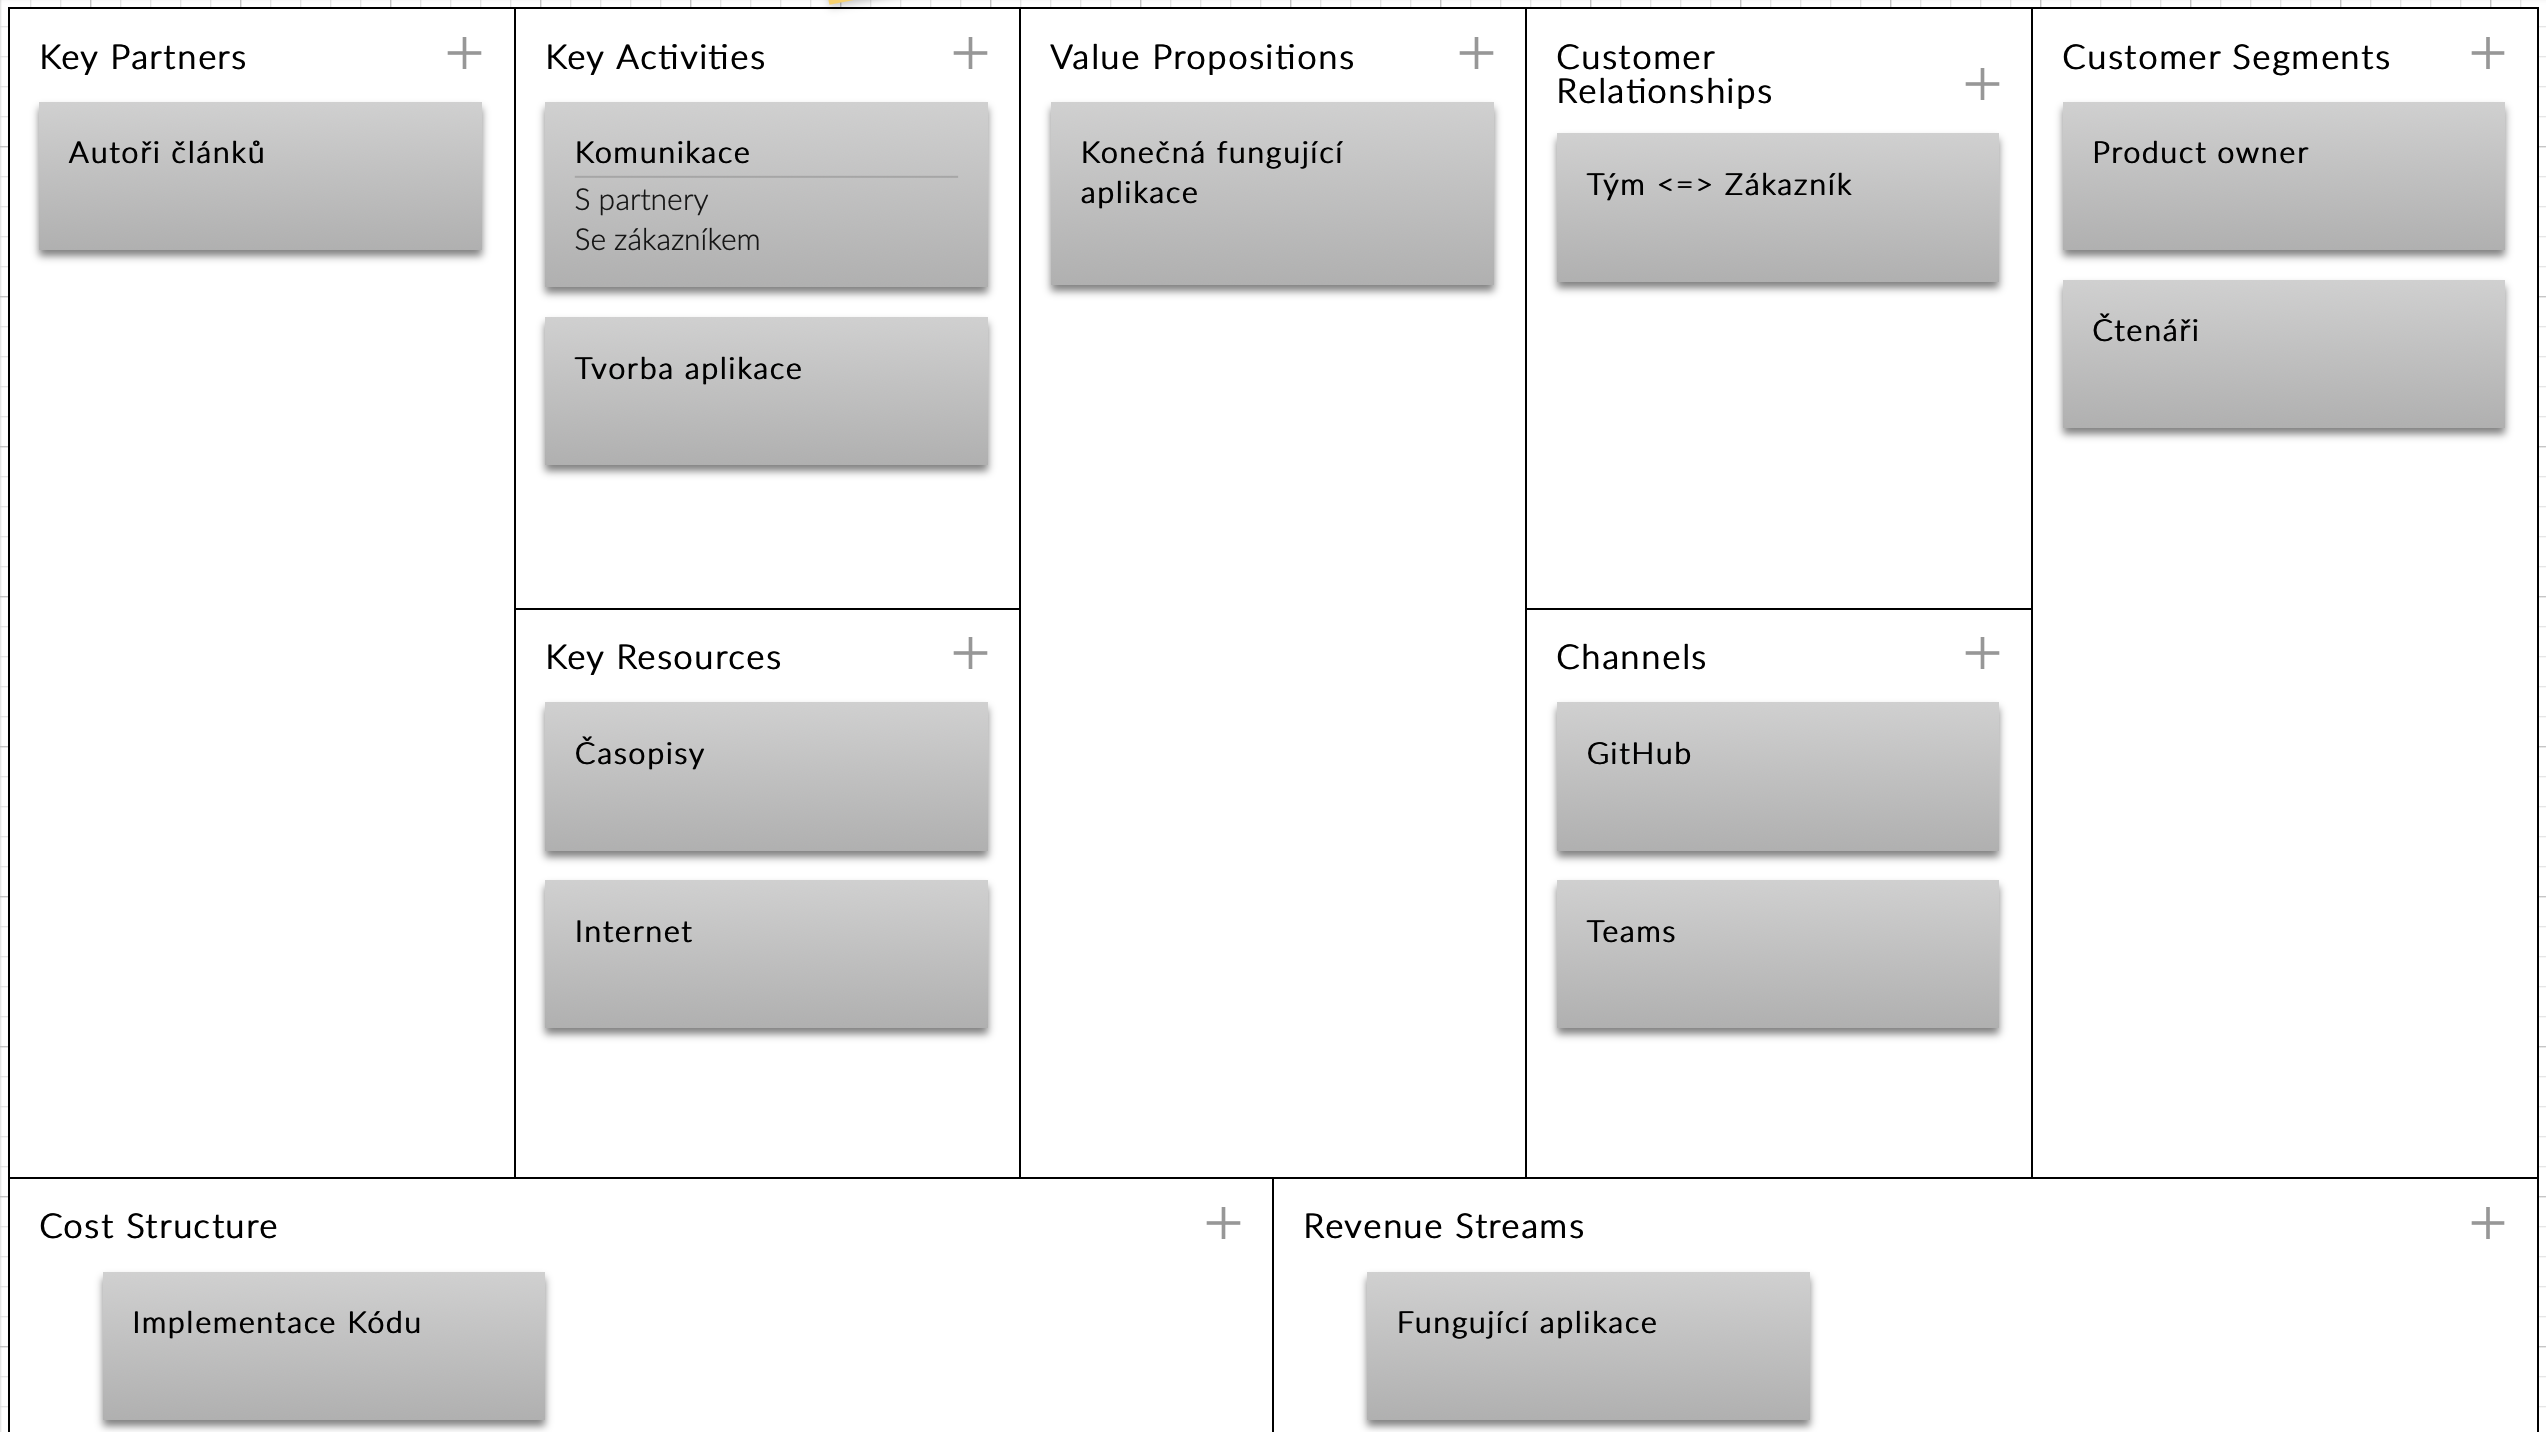 Key Partners
Autoři článků
Key Activities
Komunikace
S partnery
Se zákazníkem
Tvorba aplikace
Key Resources
Časopisy
Internet
Value Propositions
Konečná fungující
aplikace
Customer
Relationships
Tým <=> Zákazník
Channels
GitHub
Teams
Customer Segments
Product owner
Čtenáři
Cost Structure
Implementace Kódu
Revenue Streams
Fungující aplikace